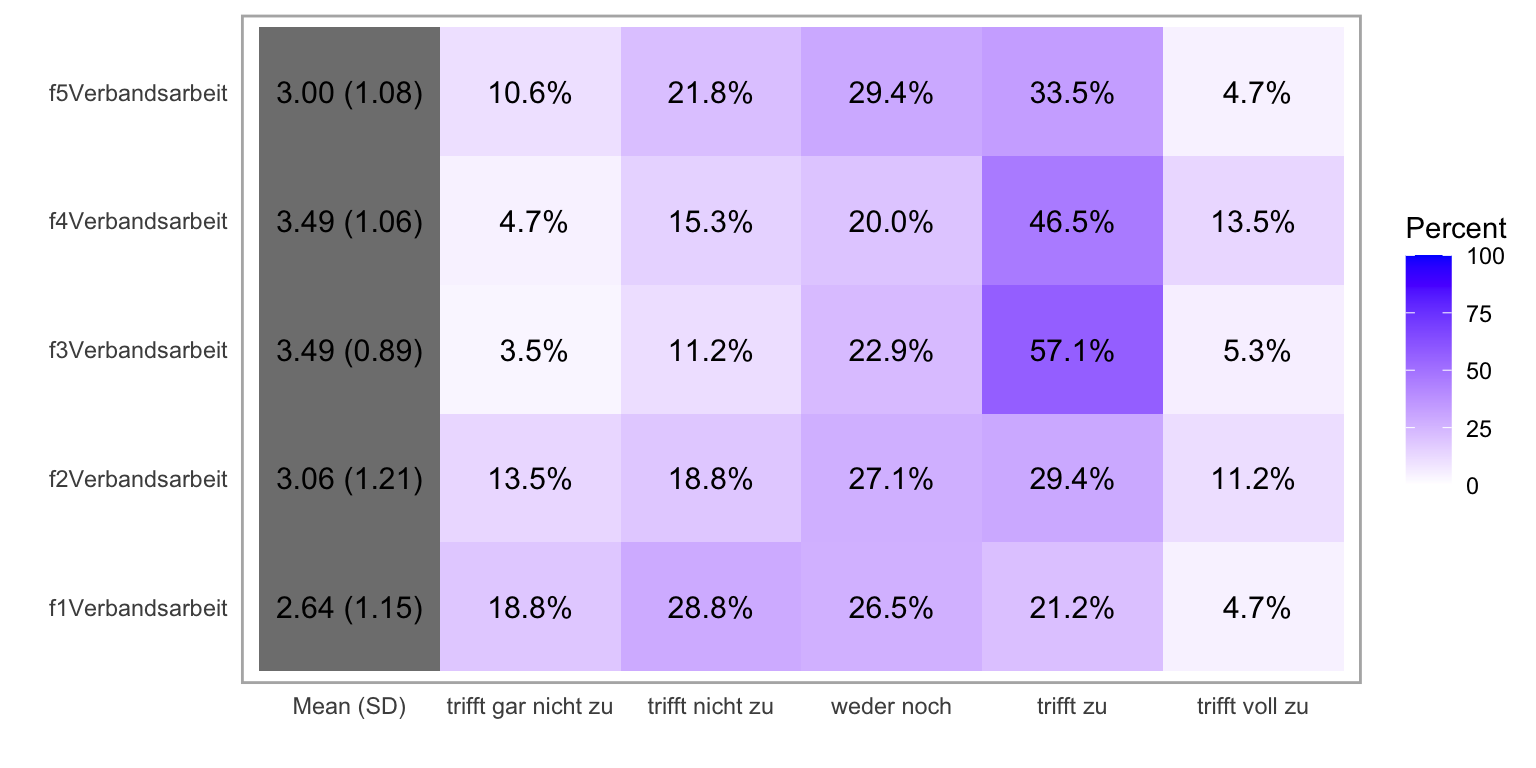 f5Verbandsarbeit 3.00 (1.08) 10.6% 21.8% 29.4% 33.5% 4.7%
f4Verbandsarbeit 3.49 (1.06) 4.7% 15.3% 20.0% 46.5% 13.5%
f3Verbandsarbeit 3.49 (0.89) 3.5% 11.2% 22.9% 57.1% 5.3%
f2Verbandsarbeit 3.06 (1.21) 13.5% 18.8% 27.1% 29.4% 11.2%
f1Verbandsarbeit 2.64 (1.15) 18.8% 28.8% 26.5% 21.2% 4.7%
Mean (SD) trifft gar nicht zu trifft nicht zu weder noch trifft zu trifft voll zu
Percent
100
75
50
25
0